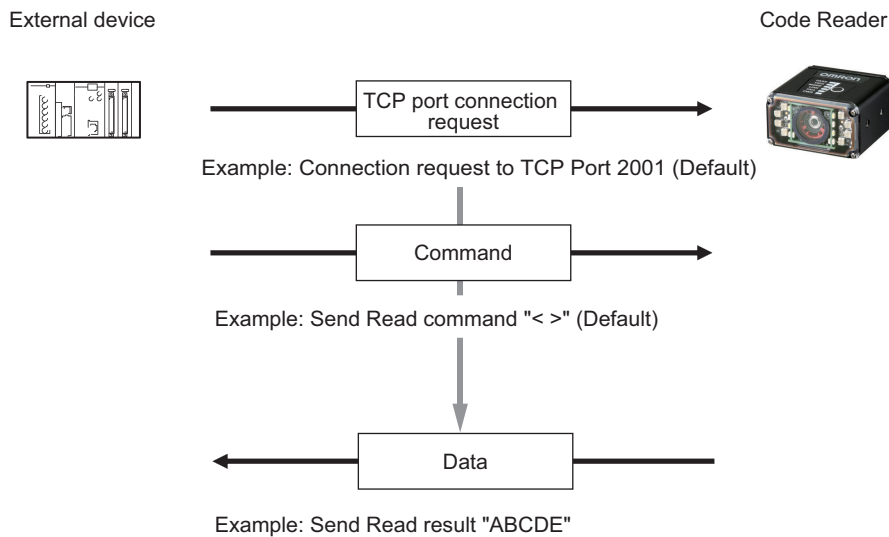 External device
Code Reader
OMRON
TCP port connection
request
Example: Connection request to TCP Port 2001 (Default)
Command
Example: Send Read command "< >" (Default)
Data
Example: Send Read result "ABCDE"